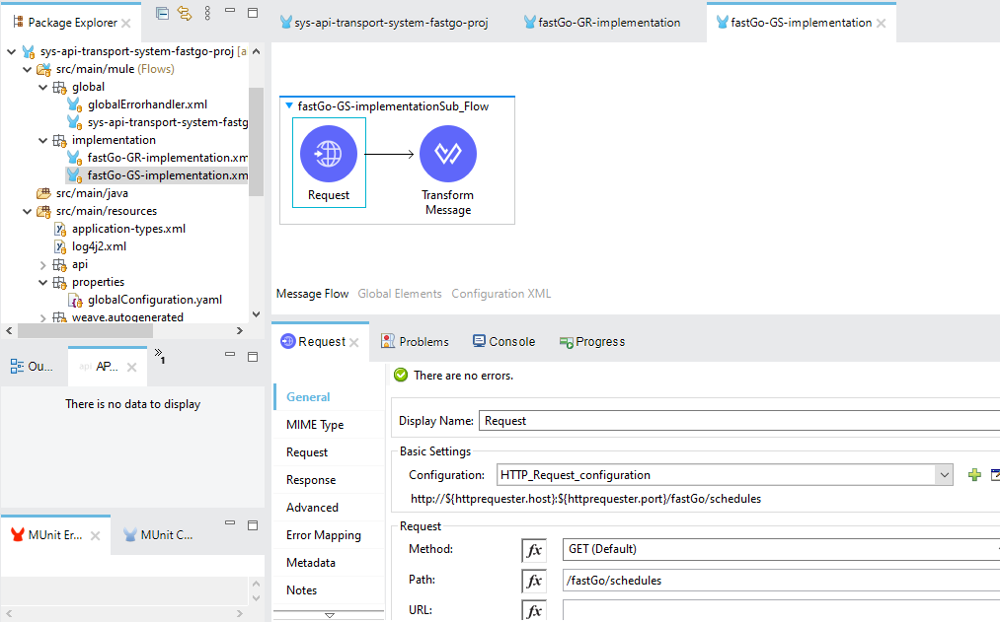 Package Explorer
sys-api-transport-system-fastgo-proj
fastGo-GR-implementation
fastGo-GS-implementation
sys-api-transport-system-fastgo-proj [a
src/main/mule (Flows)
global
globalErrorhandler.xml
sys-api-transport-system-fastg
implementation
fastGo-GR-implementation.xm
fastGo-GS-implementation.xm
src/main/java
src/main/resources
application-types.xml
log4j2.xml
api
properties
globalConfiguration.yaml
weave.autogenerated
fastGo-GS-implementationSub_Flow
Request
Transform
Message
Message Flow
Global Elements
Configuration XML
Ou...
api AP...
»1
There is no data to display
MUnit Er...
MUnit C...
Request
Problems
Console
Progress
There are no errors.
General
MIME Type
Request
Response
Advanced
Error Mapping
Metadata
Notes
Display Name: Request
Basic Settings
Configuration: HTTP_Request_configuration
http://${httprequester.host}:${httprequester.port}/fastGo/schedules
Request
Method: fx GET (Default)
Path: fx /fastGo/schedules
URL: fx